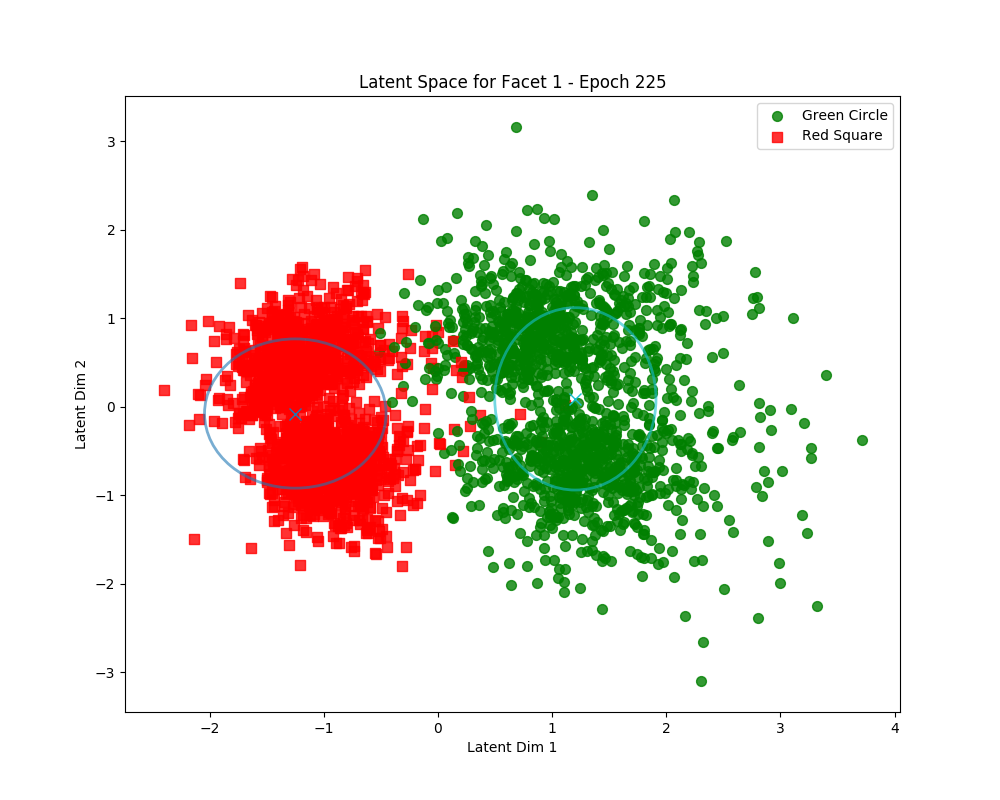 Latent Space for Facet 1 - Epoch 225
Green Circle
Red Square
3
2
1
0
−1
−2
−3
Latent Dim 2
−2
−1
0
1
2
3
4
Latent Dim 1